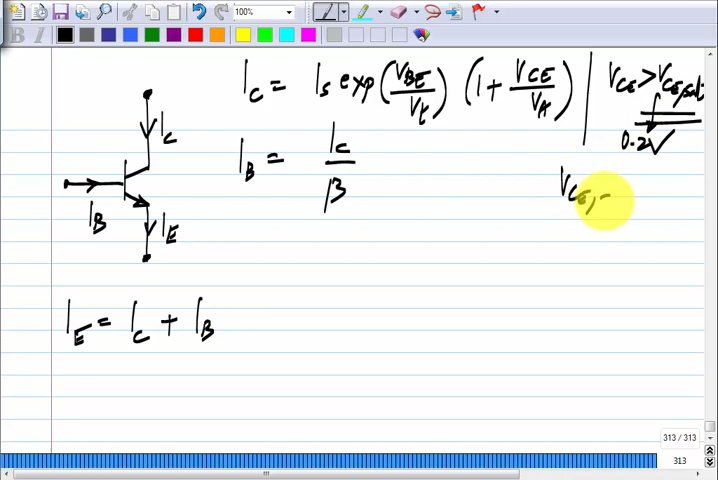 100%
B I
I_C = I_S exp(V_BE/V_t) (1 + V_CE/V_A) | V_CE > V_CE,sat
0.2V
I_C
I_B = I_C/β
V_CE,
I_B
I_E
I_E = I_C + I_B
313 / 313
313